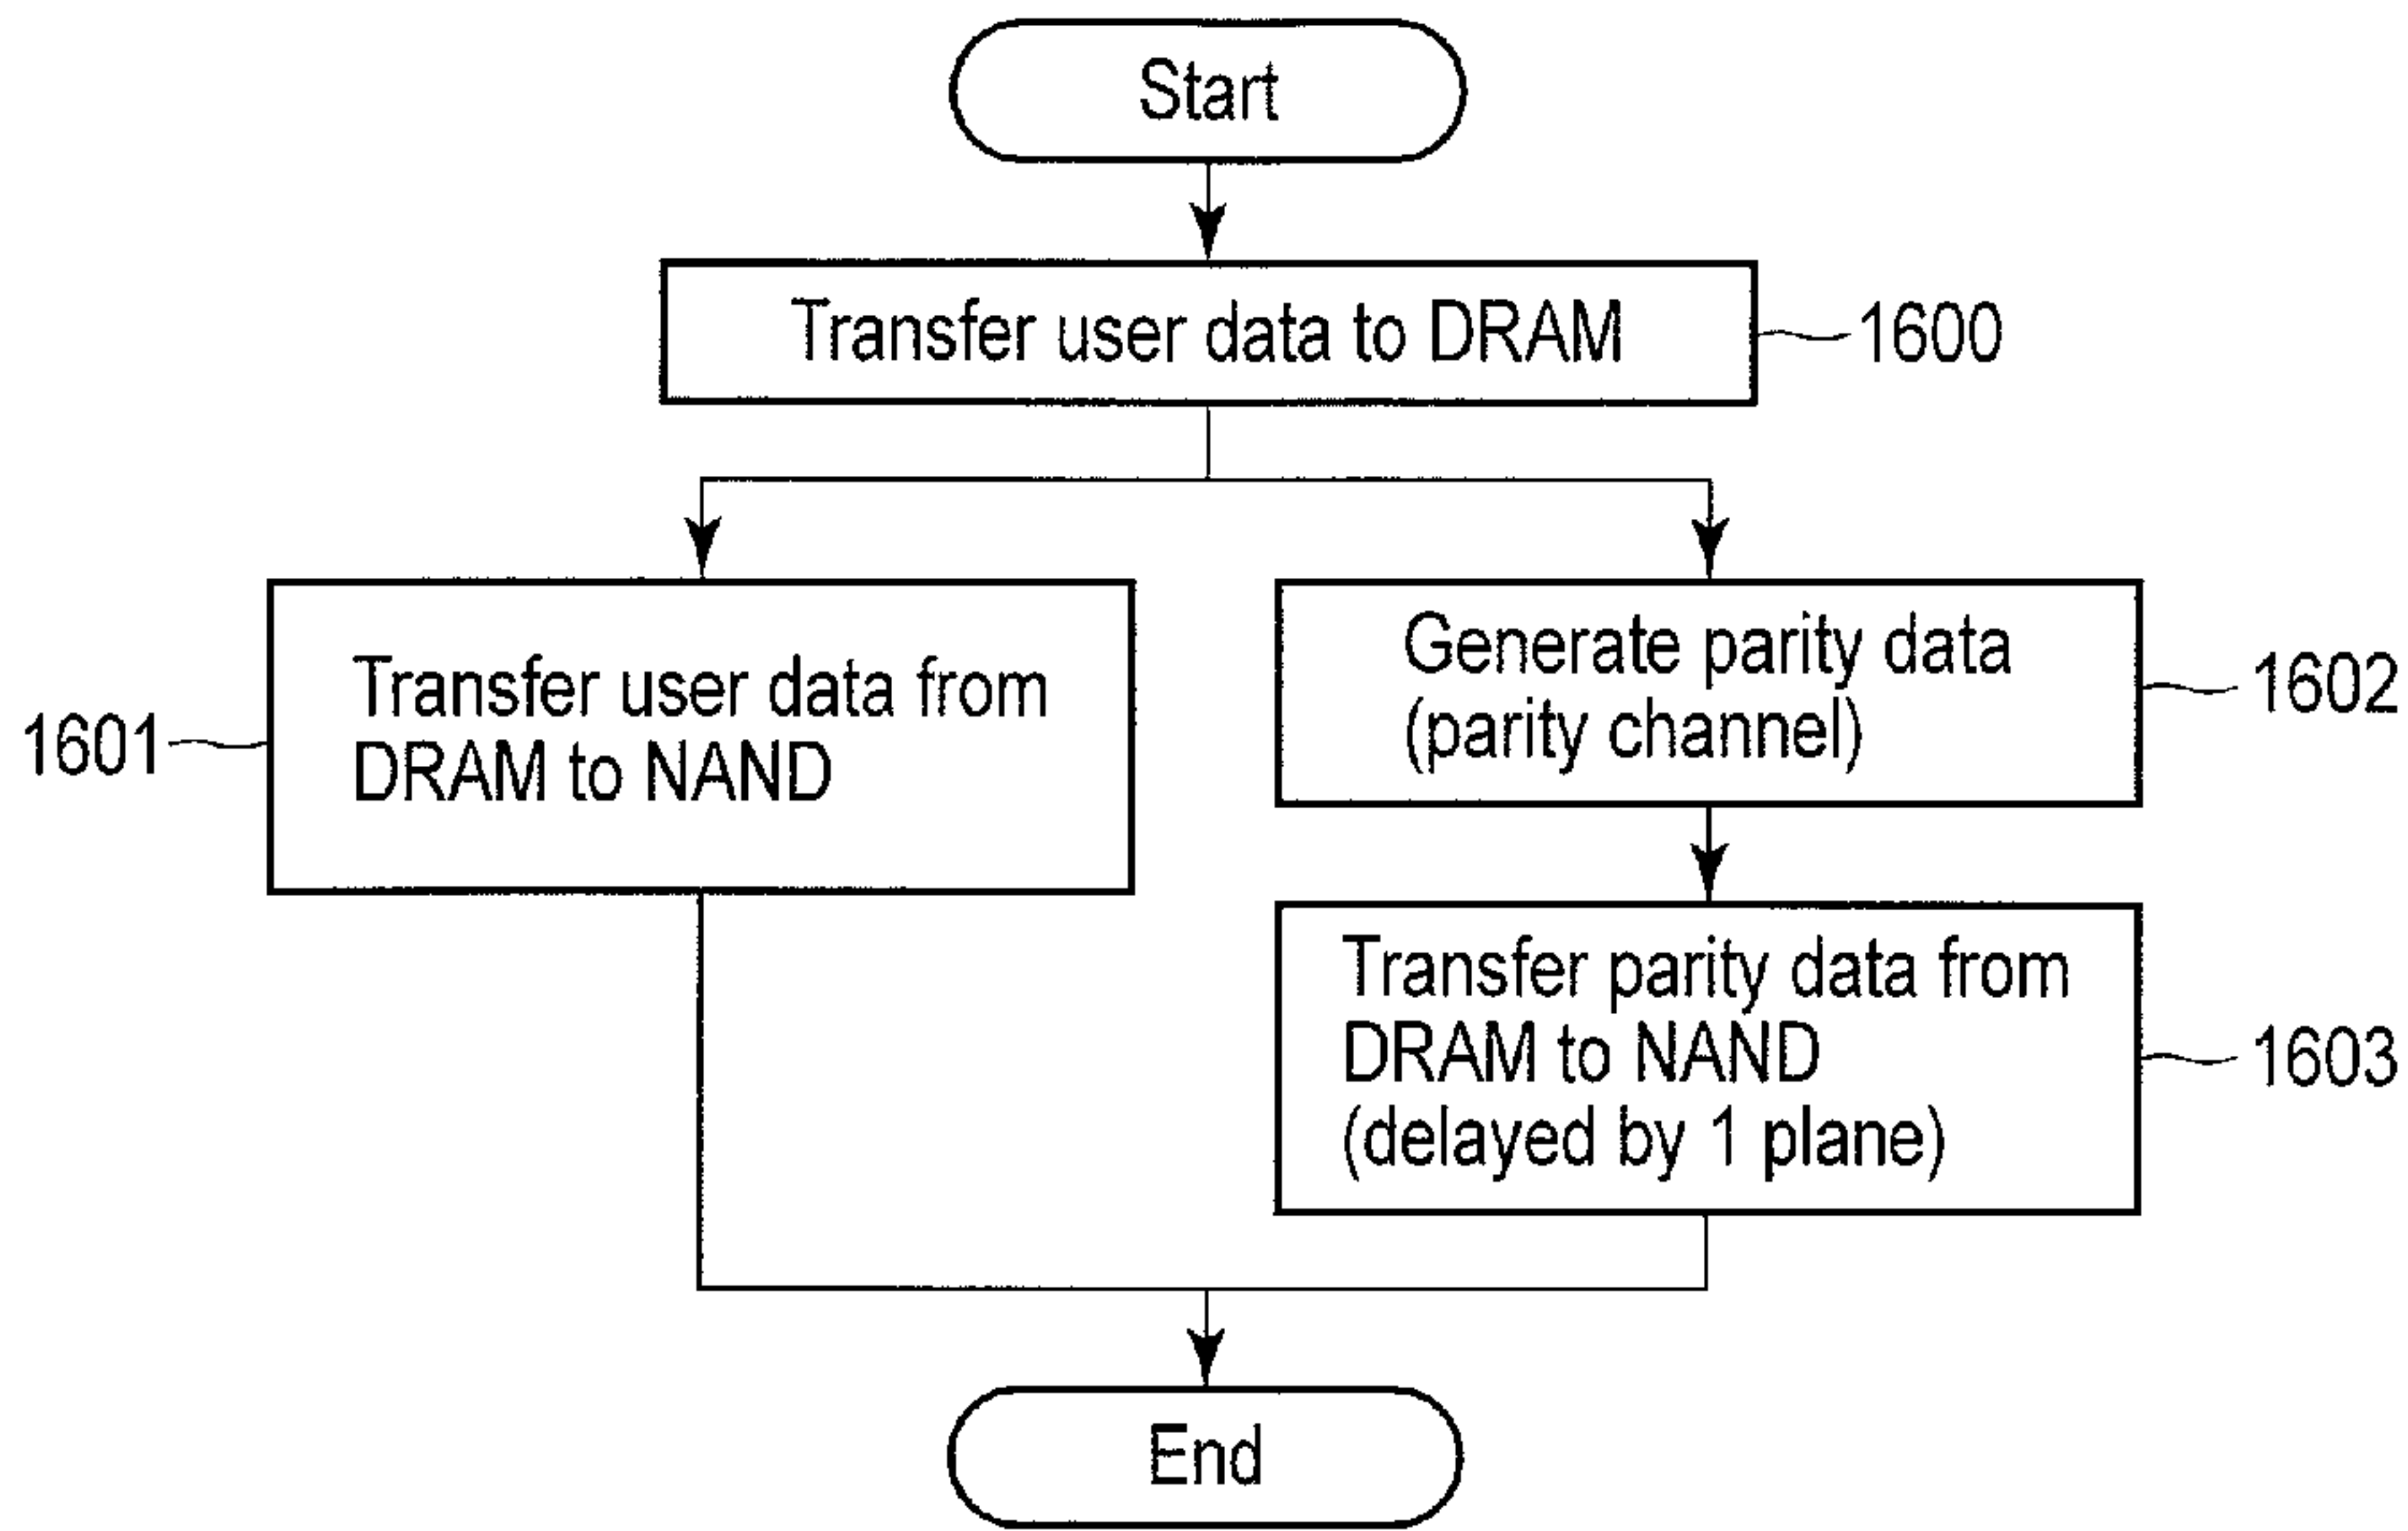 Start
Transfer user data to DRAM
1600
Transfer user data from
DRAM to NAND
1601
Generate parity data
(parity channel)
1602
Transfer parity data from
DRAM to NAND
(delayed by 1 plane)
1603
End